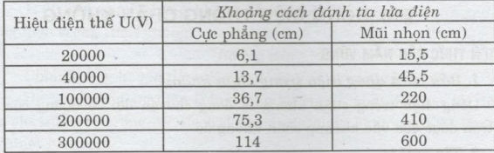 Hiệu điện thế U(V) Khoảng cách đánh tia lửa điện
Cực phẳng (cm) Mũi nhọn (cm)
20000 6,1 15,5
40000 13,7 45,5
100000 36,7 220
200000 75,3 410
300000 114 600